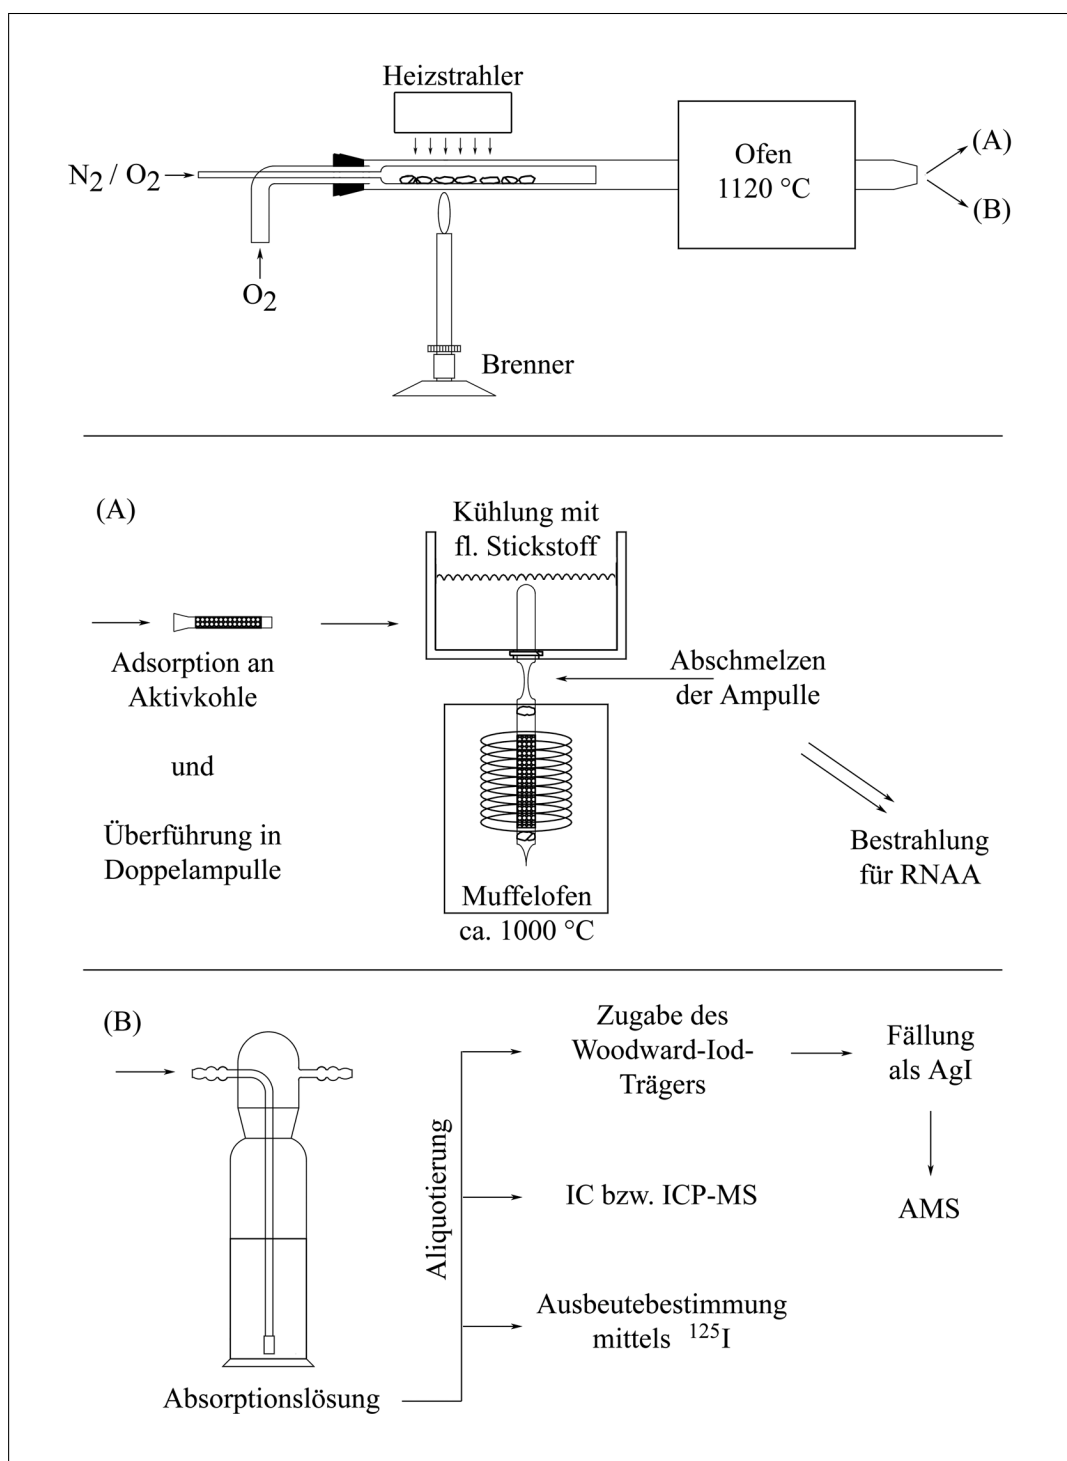 Heizstrahler
N2 / O2
O2
Ofen
1120 °C
(A)
(B)
Brenner
(A)
Kühlung mit
fl. Stickstoff
Adsorption an
Aktivkohle
und
Überführung in
Doppelampulle
Abschmelzen
der Ampulle
Bestrahlung
für RNAA
Muffelofen
ca. 1000 °C
(B)
Absorptionslösung
Aliquotierung
Zugabe des
Woodward-Iod-
Trägers
Fällung
als AgI
AMS
IC bzw. ICP-MS
Ausbeutebestimmung
mittels ¹²⁵I